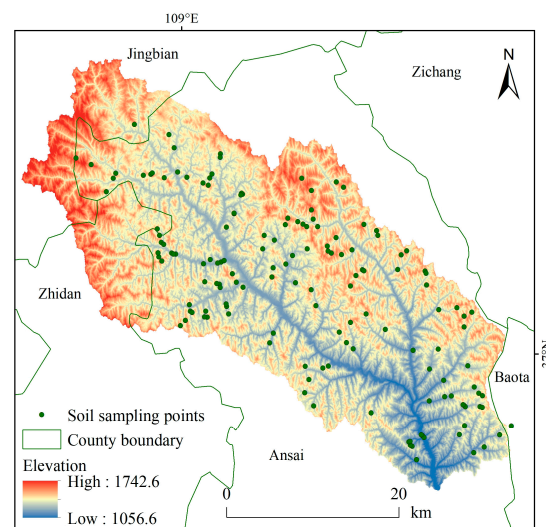 109°E
Jingbian
Zichang
N
Zhidan
37°N
Baota
Soil sampling points
County boundary
Ansai
Elevation
High : 1742.6
Low : 1056.6
0
20
km